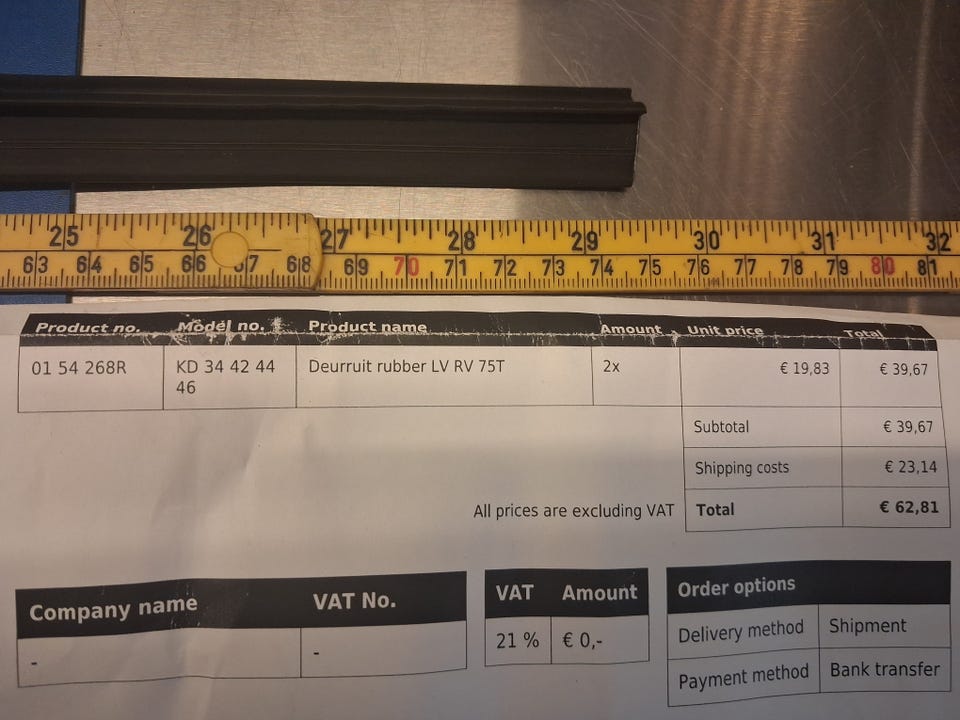 25 26 27 28 29 30 31 32
63 64 65 66 67 68 69 70 71 72 73 74 75 76 77 78 79 80 81
Product no. Model no. Product name Amount Unit price Total
01 54 268R KD 34 42 44 Deurruit rubber LV RV 75T 2x € 19,83 € 39,67
46
Subtotal € 39,67
Shipping costs € 23,14
All prices are excluding VAT Total € 62,81
Company name VAT No. VAT Amount Order options
- - 21 % € 0,- Delivery method Shipment
Payment method Bank transfer